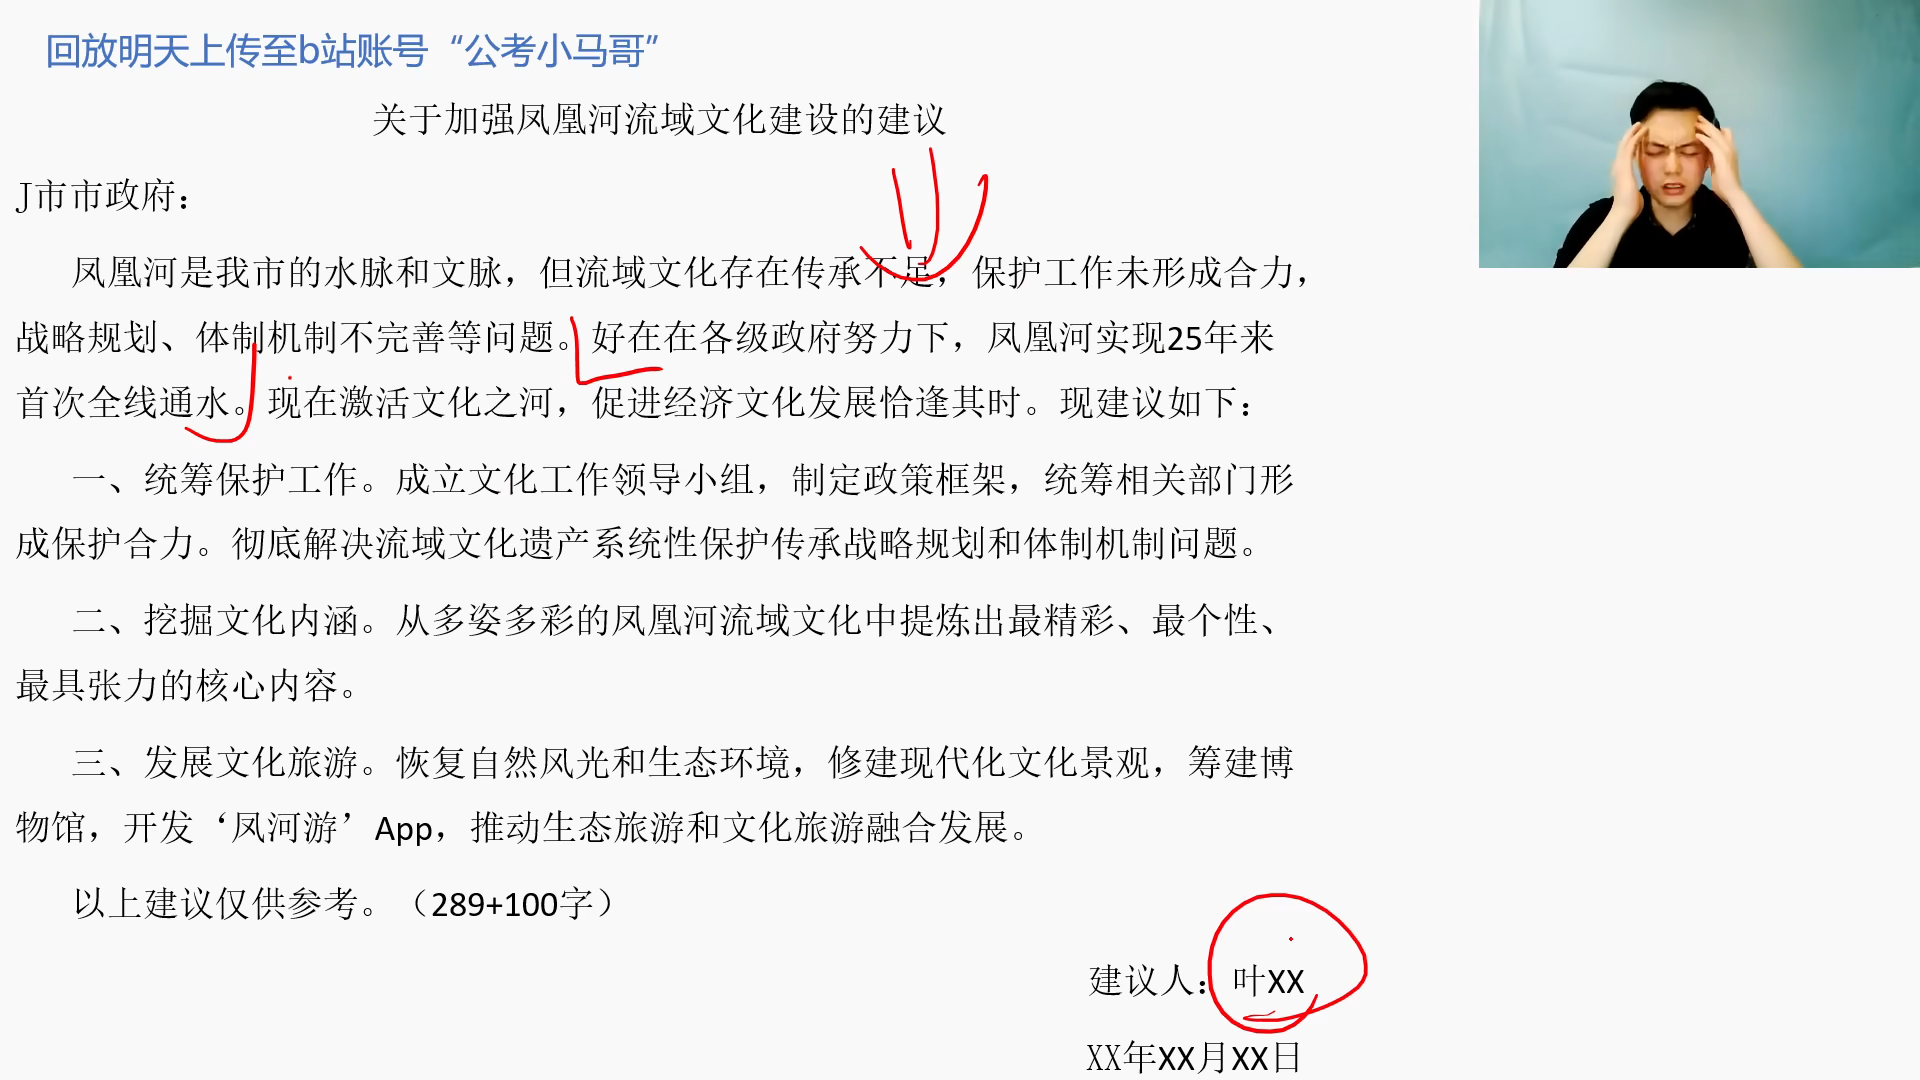 回放明天上传至b站账号“公考小马哥”
关于加强凤凰河流域文化建设的建议
J市市政府：
凤凰河是我市的水脉和文脉，但流域文化存在传承不足，保护工作未形成合力，
战略规划、体制机制不完善等问题。好在在各级政府努力下，凤凰河实现25年来
首次全线通水。现在激活文化之河，促进经济文化发展恰逢其时。现建议如下：
一、统筹保护工作。成立文化工作领导小组，制定政策框架，统筹相关部门形
成保护合力。彻底解决流域文化遗产系统性保护传承战略规划和体制机制问题。
二、挖掘文化内涵。从多姿多彩的凤凰河流域文化中提炼出最精彩、最个性、
最具张力的核心内容。
三、发展文化旅游。恢复自然风光和生态环境，修建现代化文化景观，筹建博
物馆，开发‘凤河游’App，推动生态旅游和文化旅游融合发展。
以上建议仅供参考。（289+100字）
建议人：叶XX
XX年XX月XX日